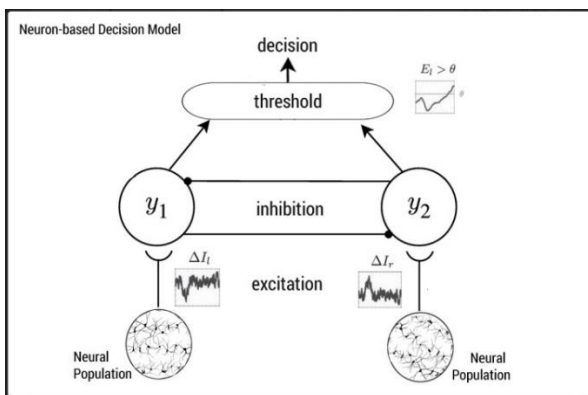 Neuron-based Decision Model
decision
E_l > θ
threshold
θ
y_1
inhibition
y_2
ΔI_l
excitation
ΔI_r
Neural
Population
Neural
Population